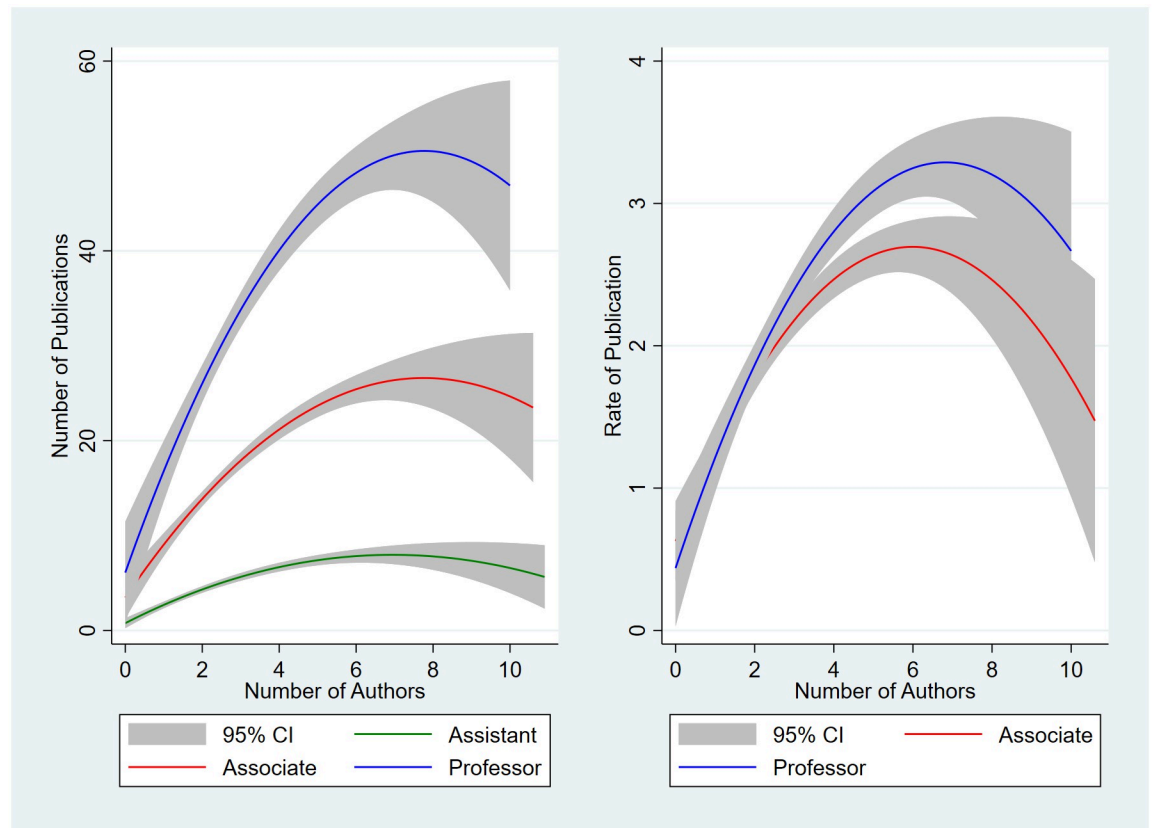 Number of Publications
60
40
20
0
0 2 4 6 8 10
Number of Authors
95% CI Assistant
Associate Professor
Rate of Publication
4
3
2
1
0
0 2 4 6 8 10
Number of Authors
95% CI Associate
Professor